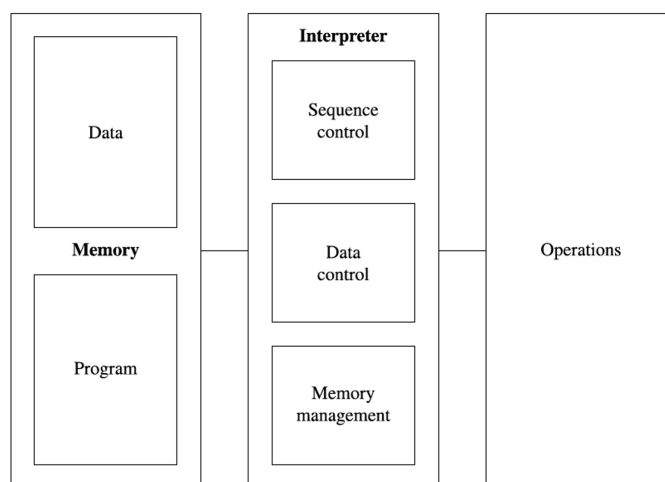 Data
Memory
Program
Interpreter
Sequence
control
Data
control
Memory
management
Operations